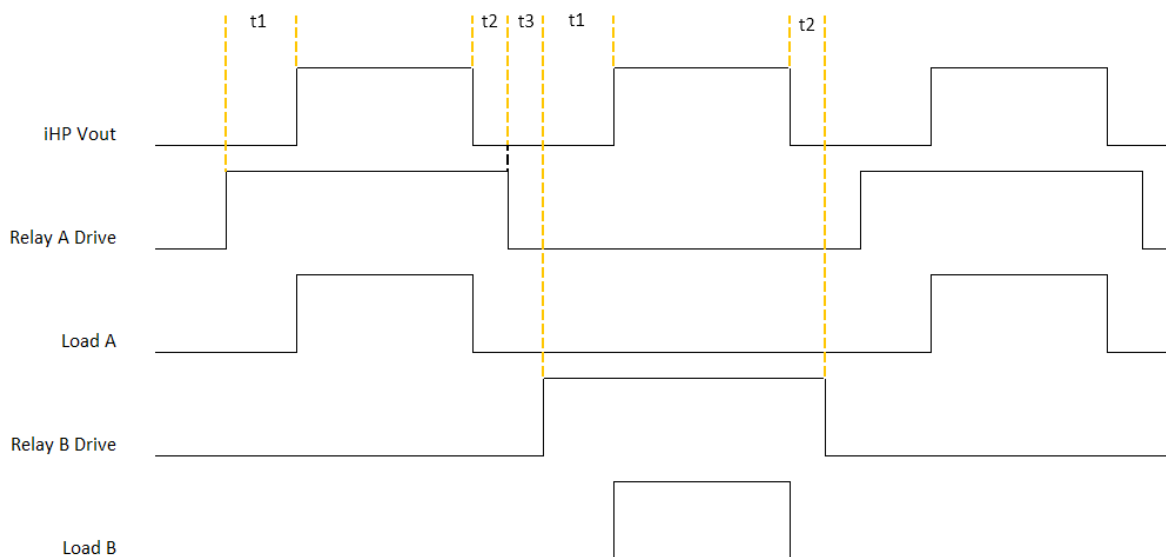 t1 t2 t3 t1 t2
iHP Vout
Relay A Drive
Load A
Relay B Drive
Load B